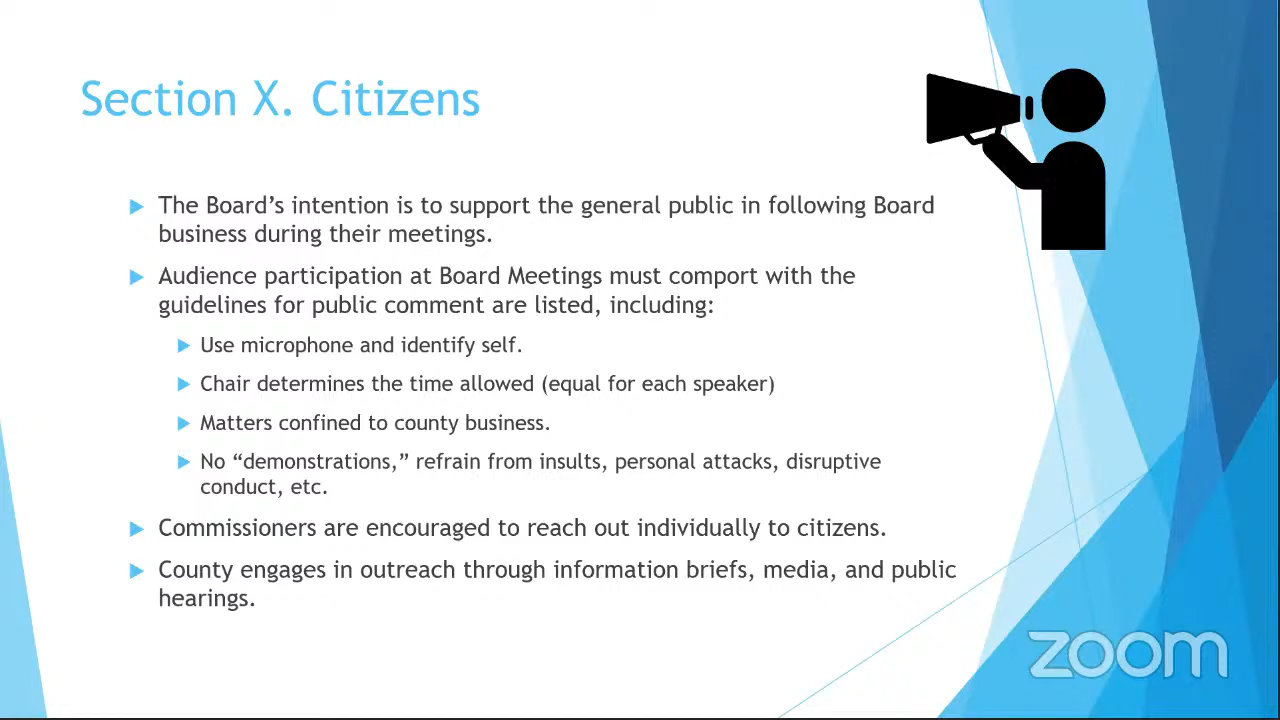 Section X. Citizens
The Board’s intention is to support the general public in following Board
business during their meetings.
Audience participation at Board Meetings must comport with the
guidelines for public comment are listed, including:
Use microphone and identify self.
Chair determines the time allowed (equal for each speaker)
Matters confined to county business.
No “demonstrations,” refrain from insults, personal attacks, disruptive
conduct, etc.
Commissioners are encouraged to reach out individually to citizens.
County engages in outreach through information briefs, media, and public
hearings.
zoom